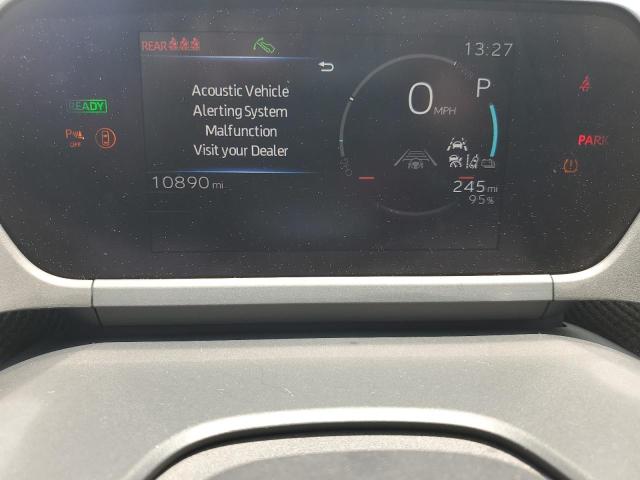 REAR
13:27
Acoustic Vehicle
Alerting System
Malfunction
Visit your Dealer
P
0 MPH
READY
P OFF
PARK
10890 mi
245 mi
95%